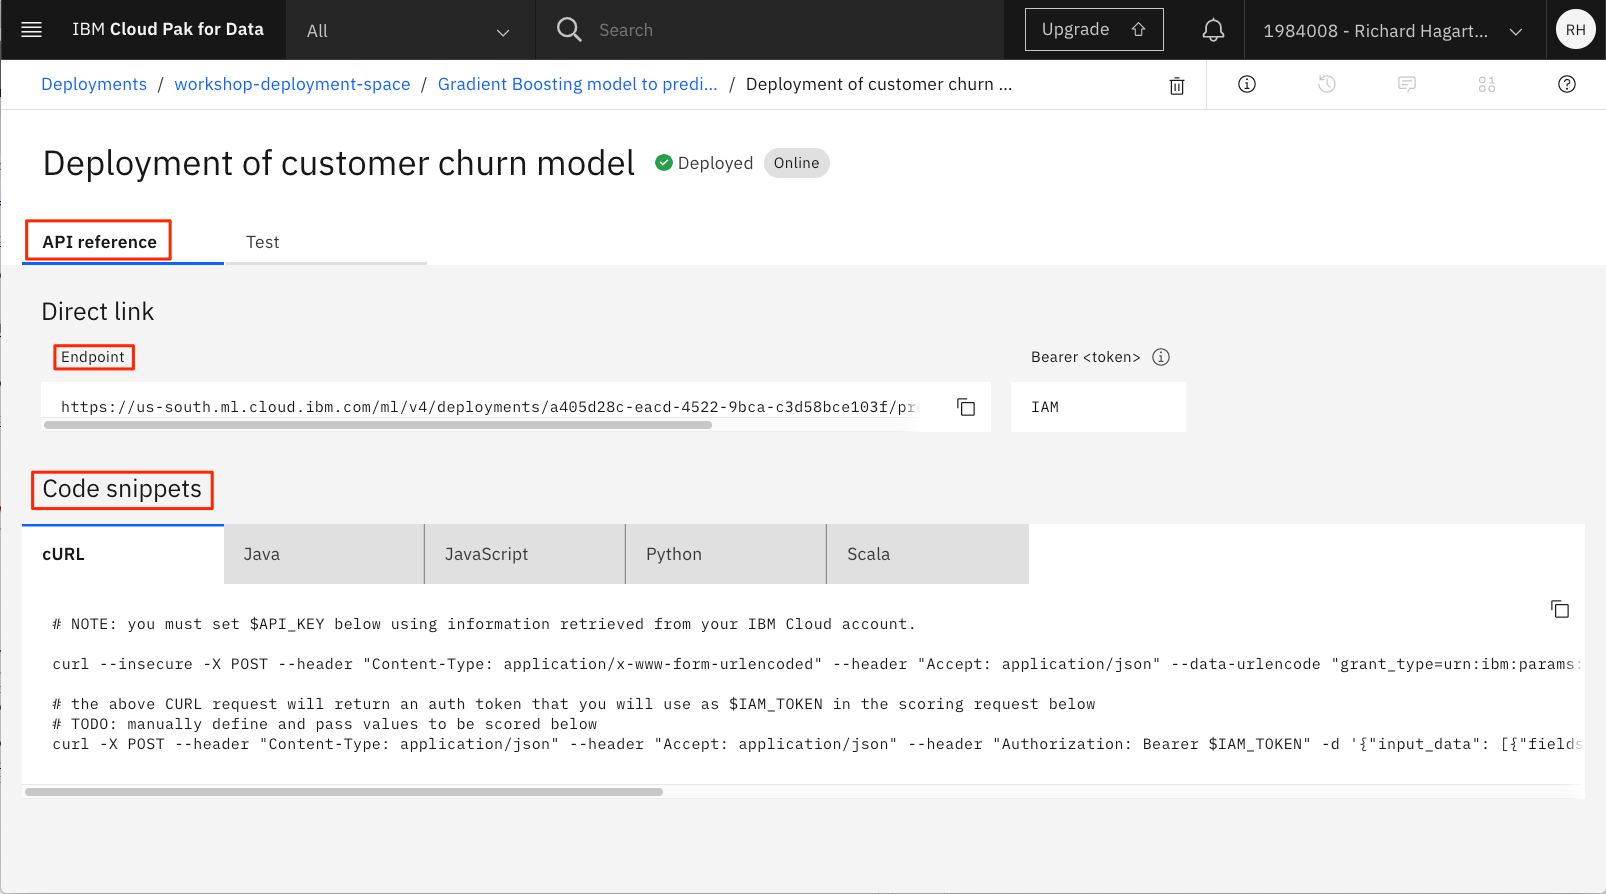 IBM Cloud Pak for Data All Search Upgrade 1984008 - Richard Hagart... RH
Deployments / workshop-deployment-space / Gradient Boosting model to predi... / Deployment of customer churn ...
Deployment of customer churn model Deployed Online
API reference Test
Direct link
Endpoint Bearer <token>
https://us-south.ml.cloud.ibm.com/ml/v4/deployments/a405d28c-eacd-4522-9bca-c3d58bce103f/pre IAM
Code snippets
cURL Java JavaScript Python Scala
# NOTE: you must set $API_KEY below using information retrieved from your IBM Cloud account.
curl --insecure -X POST --header "Content-Type: application/x-www-form-urlencoded" --header "Accept: application/json" --data-urlencode "grant_type=urn:ibm:params:
# the above CURL request will return an auth token that you will use as $IAM_TOKEN in the scoring request below
# TODO: manually define and pass values to be scored below
curl -X POST --header "Content-Type: application/json" --header "Accept: application/json" --header "Authorization: Bearer $IAM_TOKEN" -d '{"input_data": [{"fields